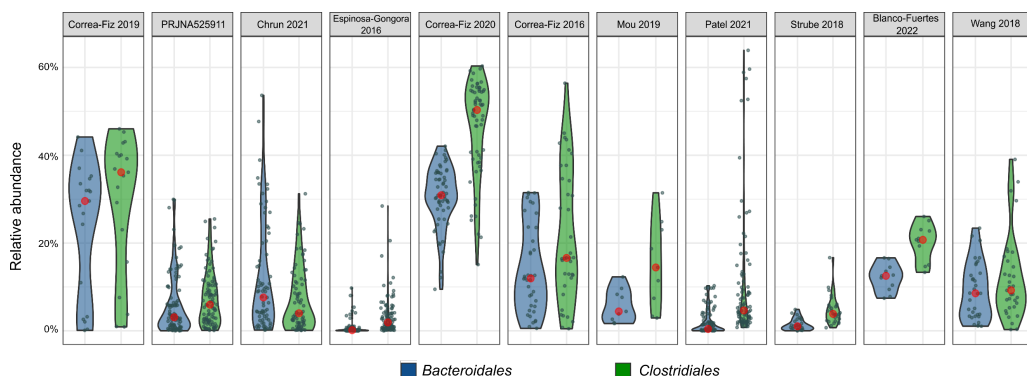 Correa-Fiz 2019 PRJNA525911 Chrun 2021 Espinosa-Gongora 2016 Correa-Fiz 2020 Correa-Fiz 2016 Mou 2019 Patel 2021 Strube 2018 Blanco-Fuertes 2022 Wang 2018
Relative abundance
60%
40%
20%
0%
Bacteroidales Clostridiales